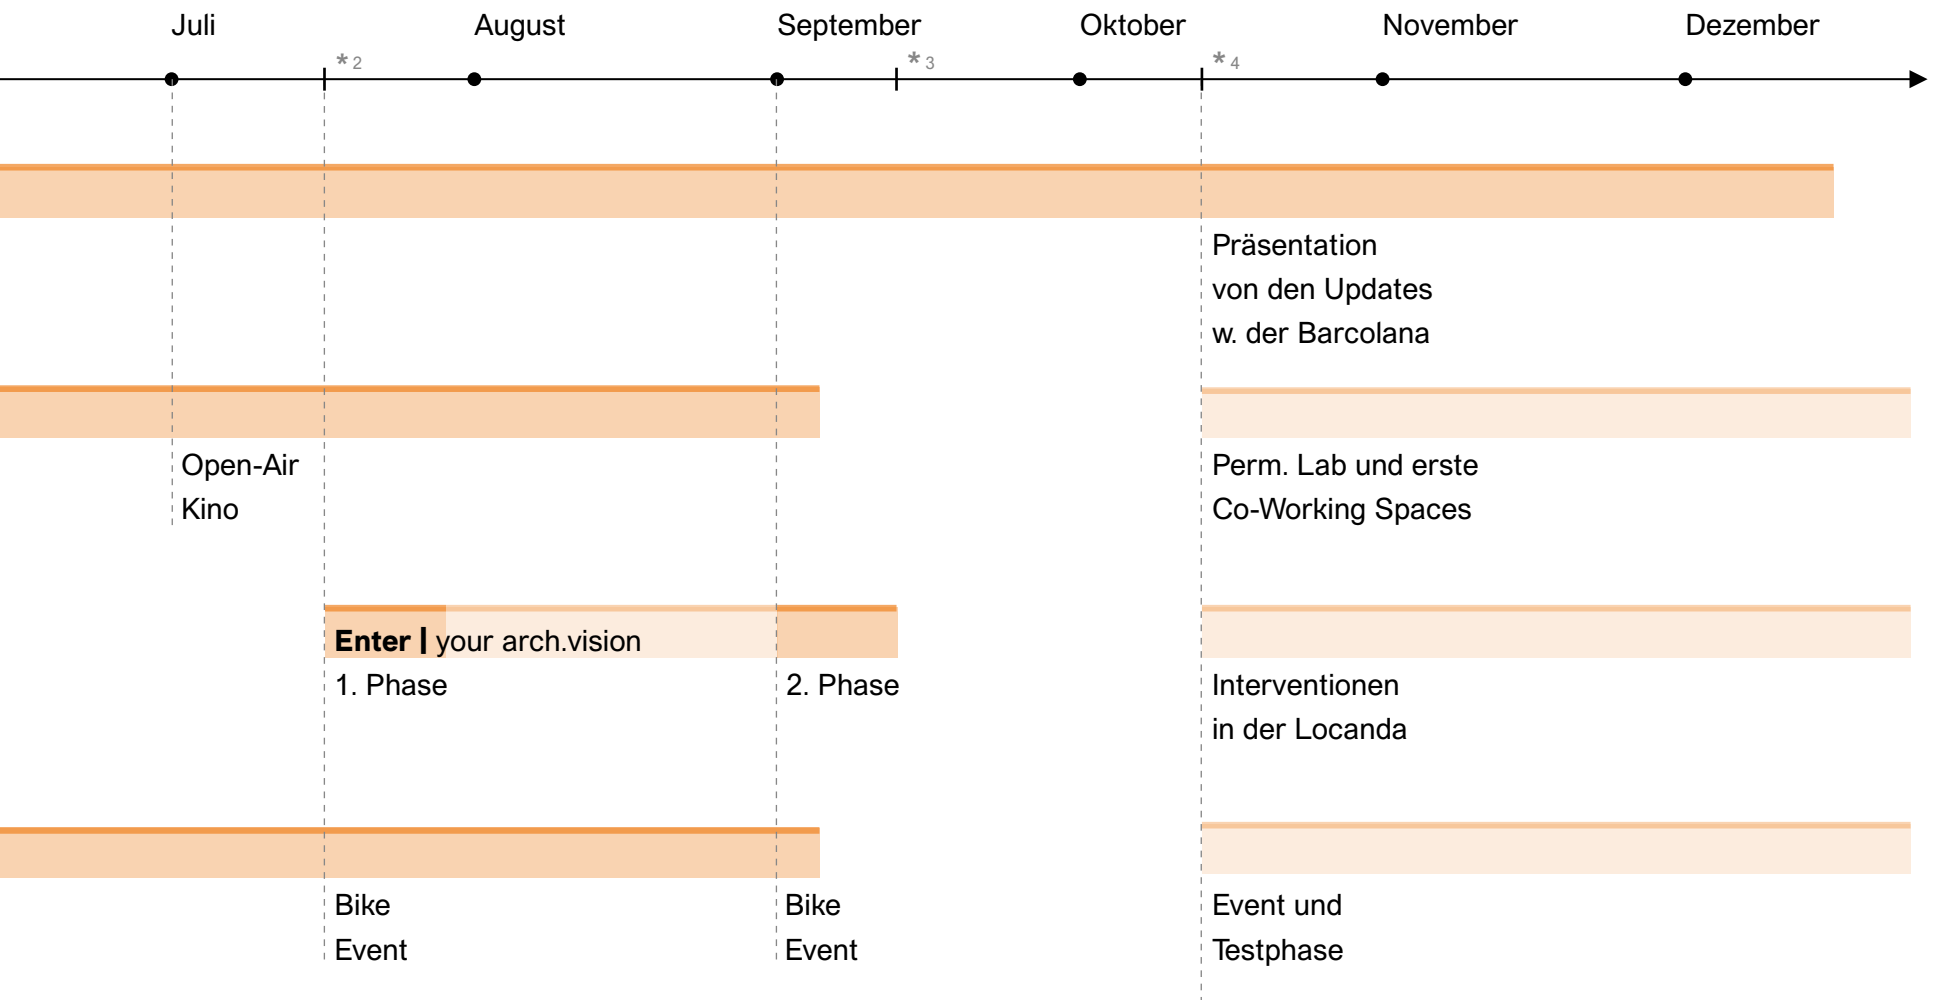 Juli August September Oktober November Dezember
*2 *3 *4
Präsentation
von den Updates
w. der Barcolana
Open-Air
Kino
Perm. Lab und erste
Co-Working Spaces
Enter | your arch.vision
1. Phase 2. Phase
Interventionen
in der Locanda
Bike
Event
Bike
Event
Event und
Testphase